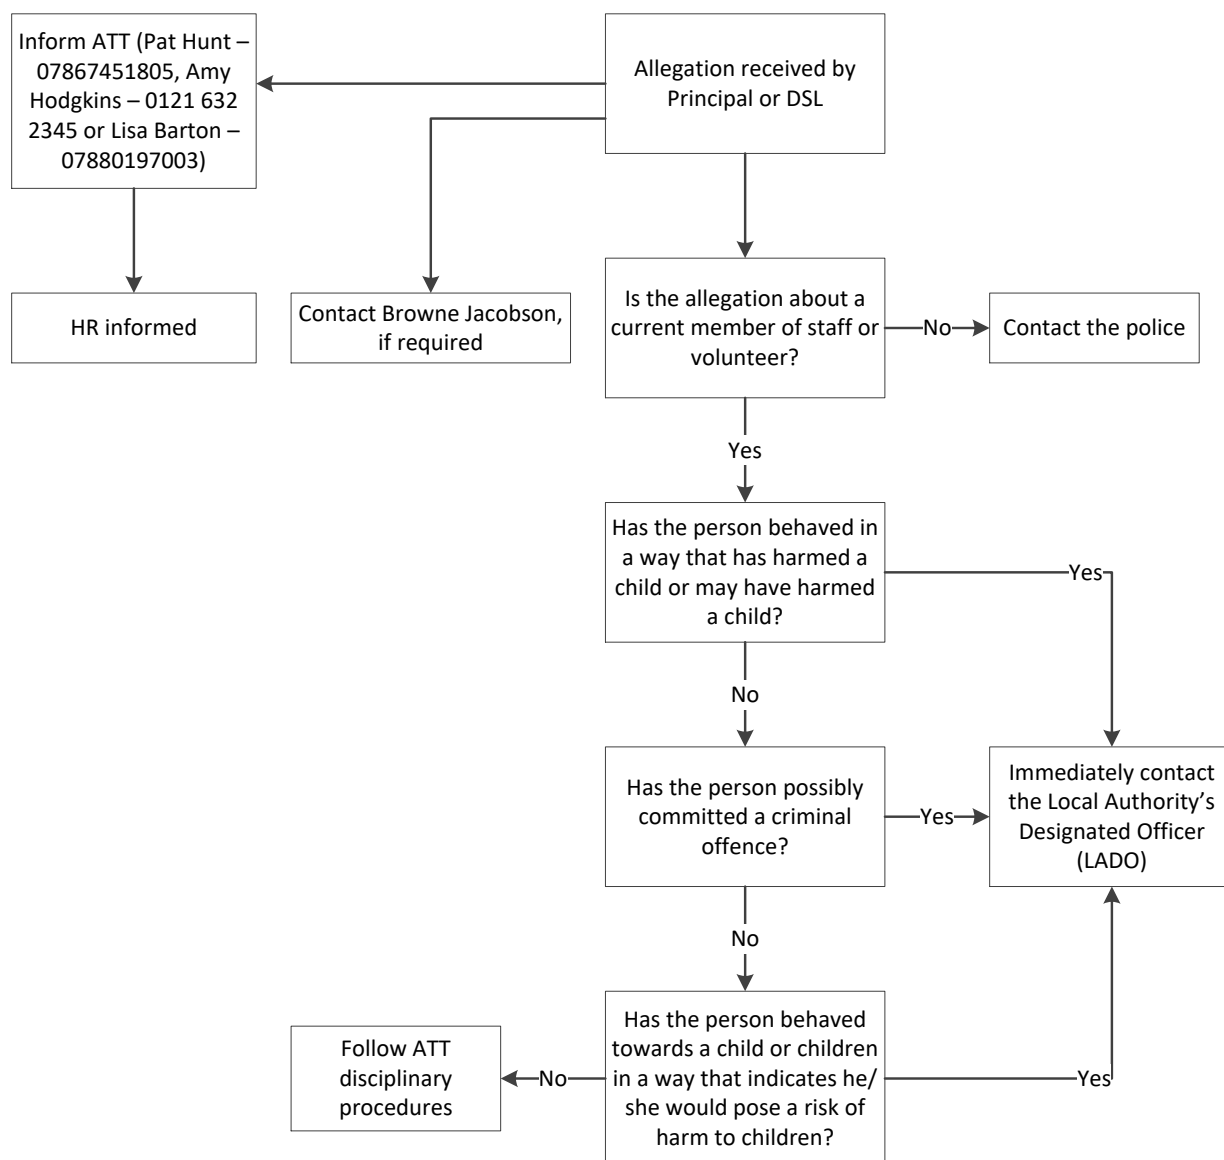 Inform ATT (Pat Hunt –
07867451805, Amy
Hodgkins – 0121 632
2345 or Lisa Barton –
07880197003)
Allegation received by
Principal or DSL
HR informed
Contact Browne Jacobson,
if required
Is the allegation about a
current member of staff or
volunteer?
No
Contact the police
Yes
Has the person behaved in
a way that has harmed a
child or may have harmed
a child?
Yes
No
Has the person possibly
committed a criminal
offence?
Yes
Immediately contact
the Local Authority’s
Designated Officer
(LADO)
No
Follow ATT
disciplinary
procedures
No
Has the person behaved
towards a child or children
in a way that indicates he/
she would pose a risk of
harm to children?
Yes